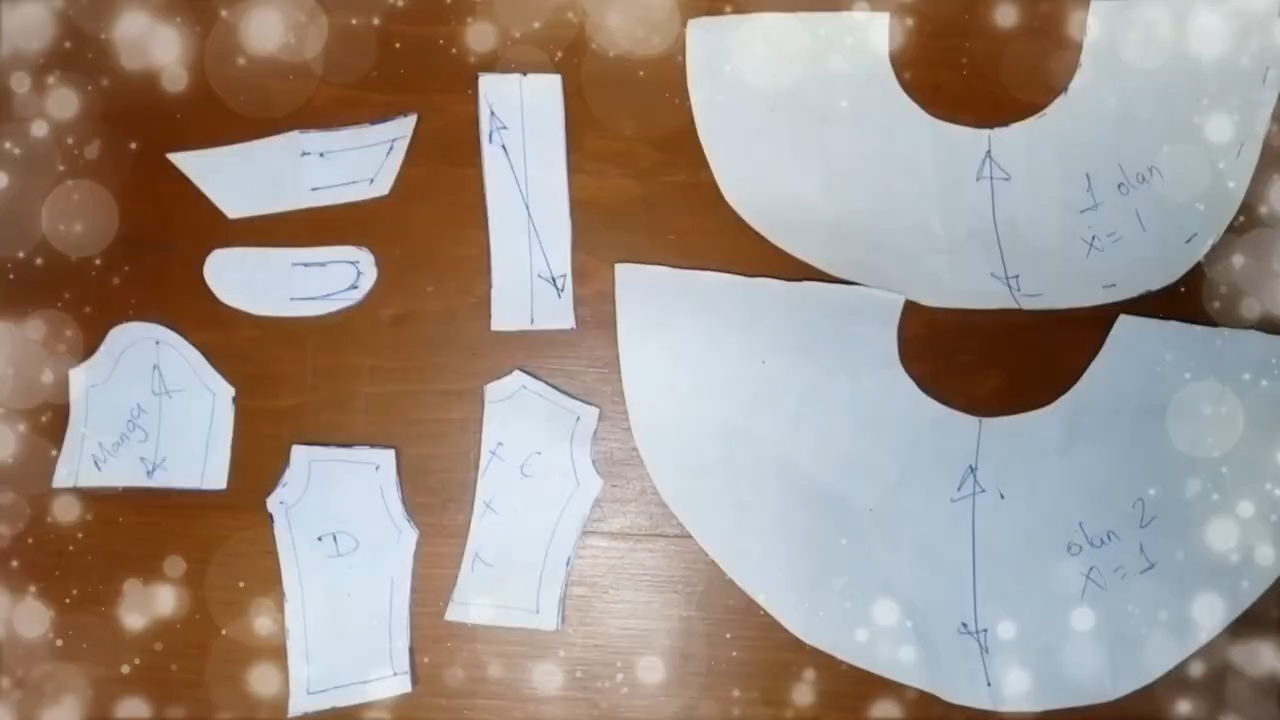 1 olan
x = 1
Manga
C
D
olan 2
x = 1